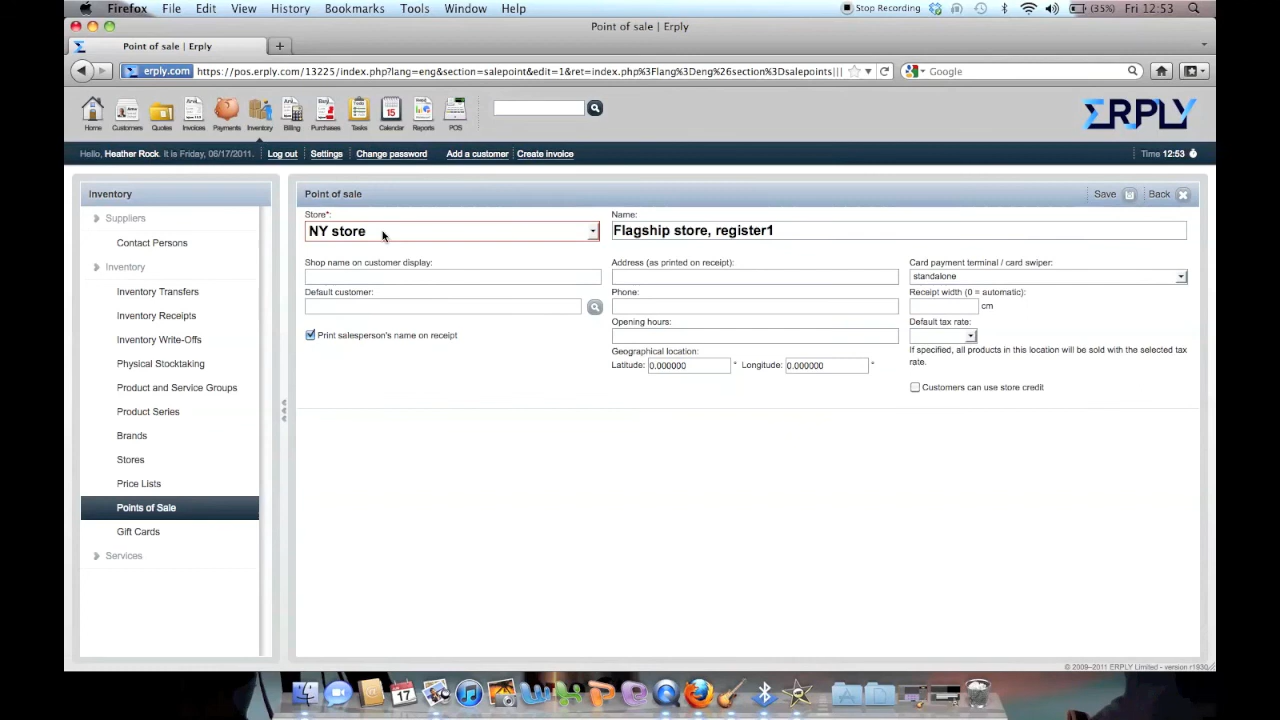 Firefox File Edit View History Bookmarks Tools Window Help Stop Recording (35%) Fri 12:53
Point of sale | Erply
Point of sale | Erply
erply.com https://pos.erply.com/13225/index.php?lang=eng&section=salepoint&edit=1&ret=index.php%3Flang%3Deng%26section%3Dsalepoints Google
Home Customers Quotes Invoices Payments Inventory Billing Purchases Tasks Calendar Reports POS
ERPLY
Hello, Heather Rock. It is Friday, 06/17/2011. Log out Settings Change password Add a customer Create invoice Time 12:53
Inventory
Suppliers
Contact Persons
Inventory
Inventory Transfers
Inventory Receipts
Inventory Write-Offs
Physical Stocktaking
Product and Service Groups
Product Series
Brands
Stores
Price Lists
Points of Sale
Gift Cards
Services
Point of sale Save Back
Store*: Name:
NY store Flagship store, register1
Shop name on customer display: Address (as printed on receipt): Card payment terminal / card swiper:
standalone
Default customer: Phone: Receipt width (0 = automatic):
cm
Opening hours: Default tax rate:
Print salesperson's name on receipt
Geographical location: If specified, all products in this location will be sold with the selected tax
rate.
Latitude: 0.000000 ° Longitude: 0.000000 °
Customers can use store credit
© 2009-2011 ERPLY Limited - version r1930
17